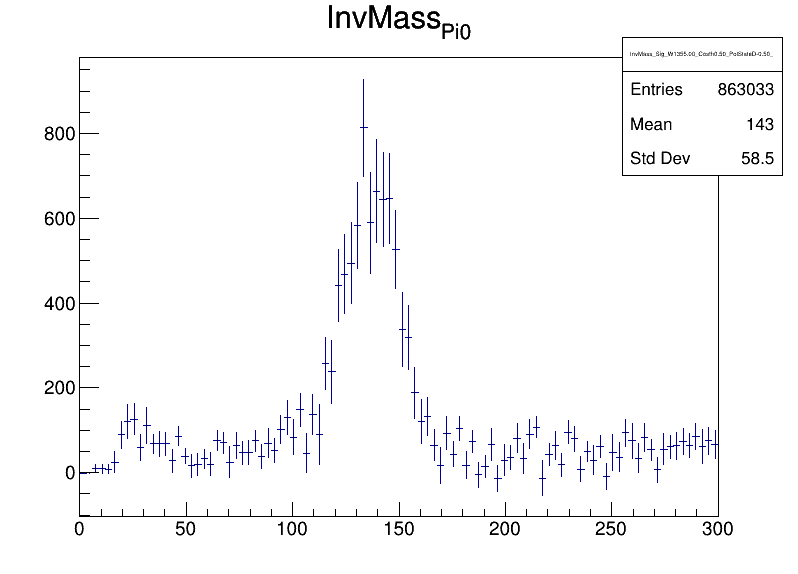 InvMass_Pi0
InvMass_Sig_W1355.00_Costh0.50_PolStateD-0.50_
Entries 863033
Mean 143
Std Dev 58.5
800
600
400
200
0
0 50 100 150 200 250 300